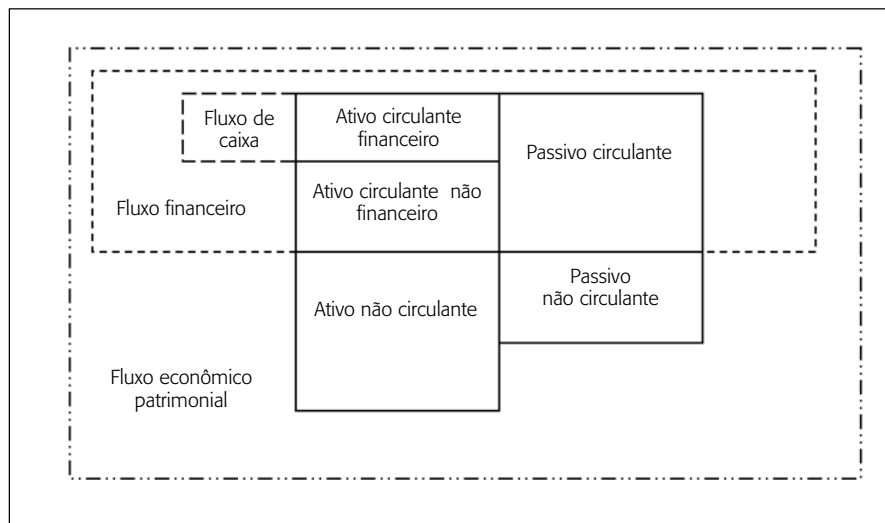 Fluxo de
caixa
Ativo circulante
financeiro
Passivo circulante
Ativo circulante não
financeiro
Fluxo financeiro
Ativo não circulante
Passivo
não circulante
Fluxo econômico
patrimonial